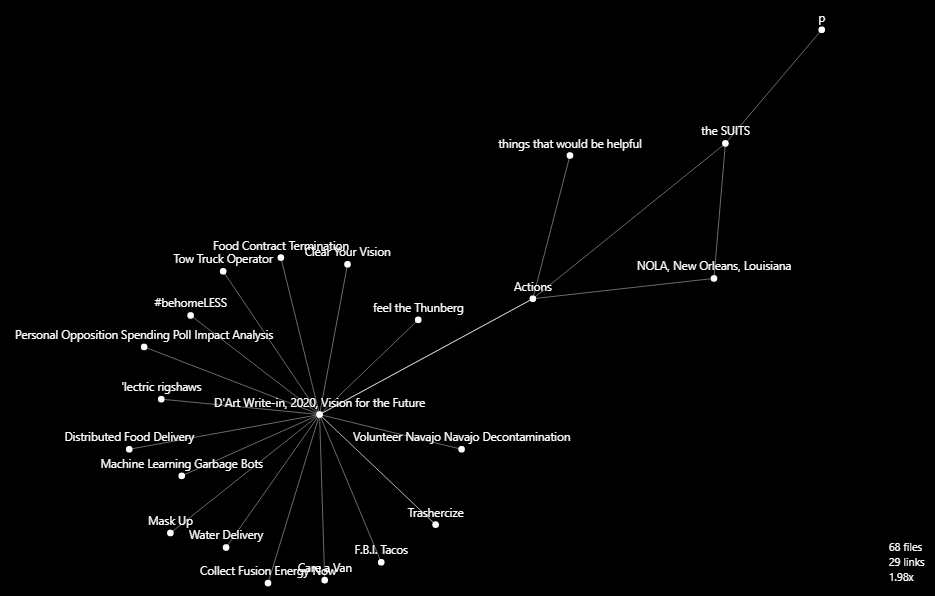 p
the SUITS
things that would be helpful
Food Contract Termination
Clear Your Vision
Tow Truck Operator
NOLA, New Orleans, Louisiana
Actions
#behomeLESS
feel the Thunberg
Personal Opposition Spending Poll Impact Analysis
'lectric rigshaws
D'Art Write-in, 2020, Vision for the Future
Distributed Food Delivery
Volunteer Navajo Navajo Decontamination
Machine Learning Garbage Bots
Trashercize
Mask Up
Water Delivery
F.B.I. Tacos
68 files
29 links
Care a Van
Collect Fusion Energy Now
1.98x